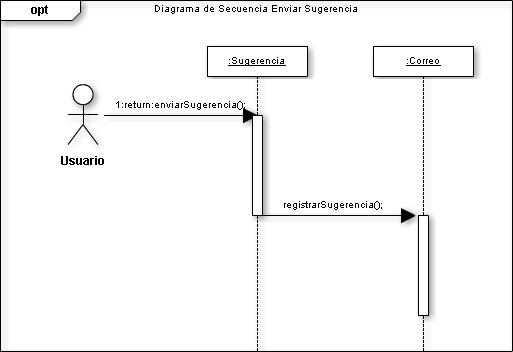 opt
Diagrama de Secuencia Enviar Sugerencia
:Sugerencia
:Correo
1:return:enviarSugerencia();
Usuario
registrarSugerencia();